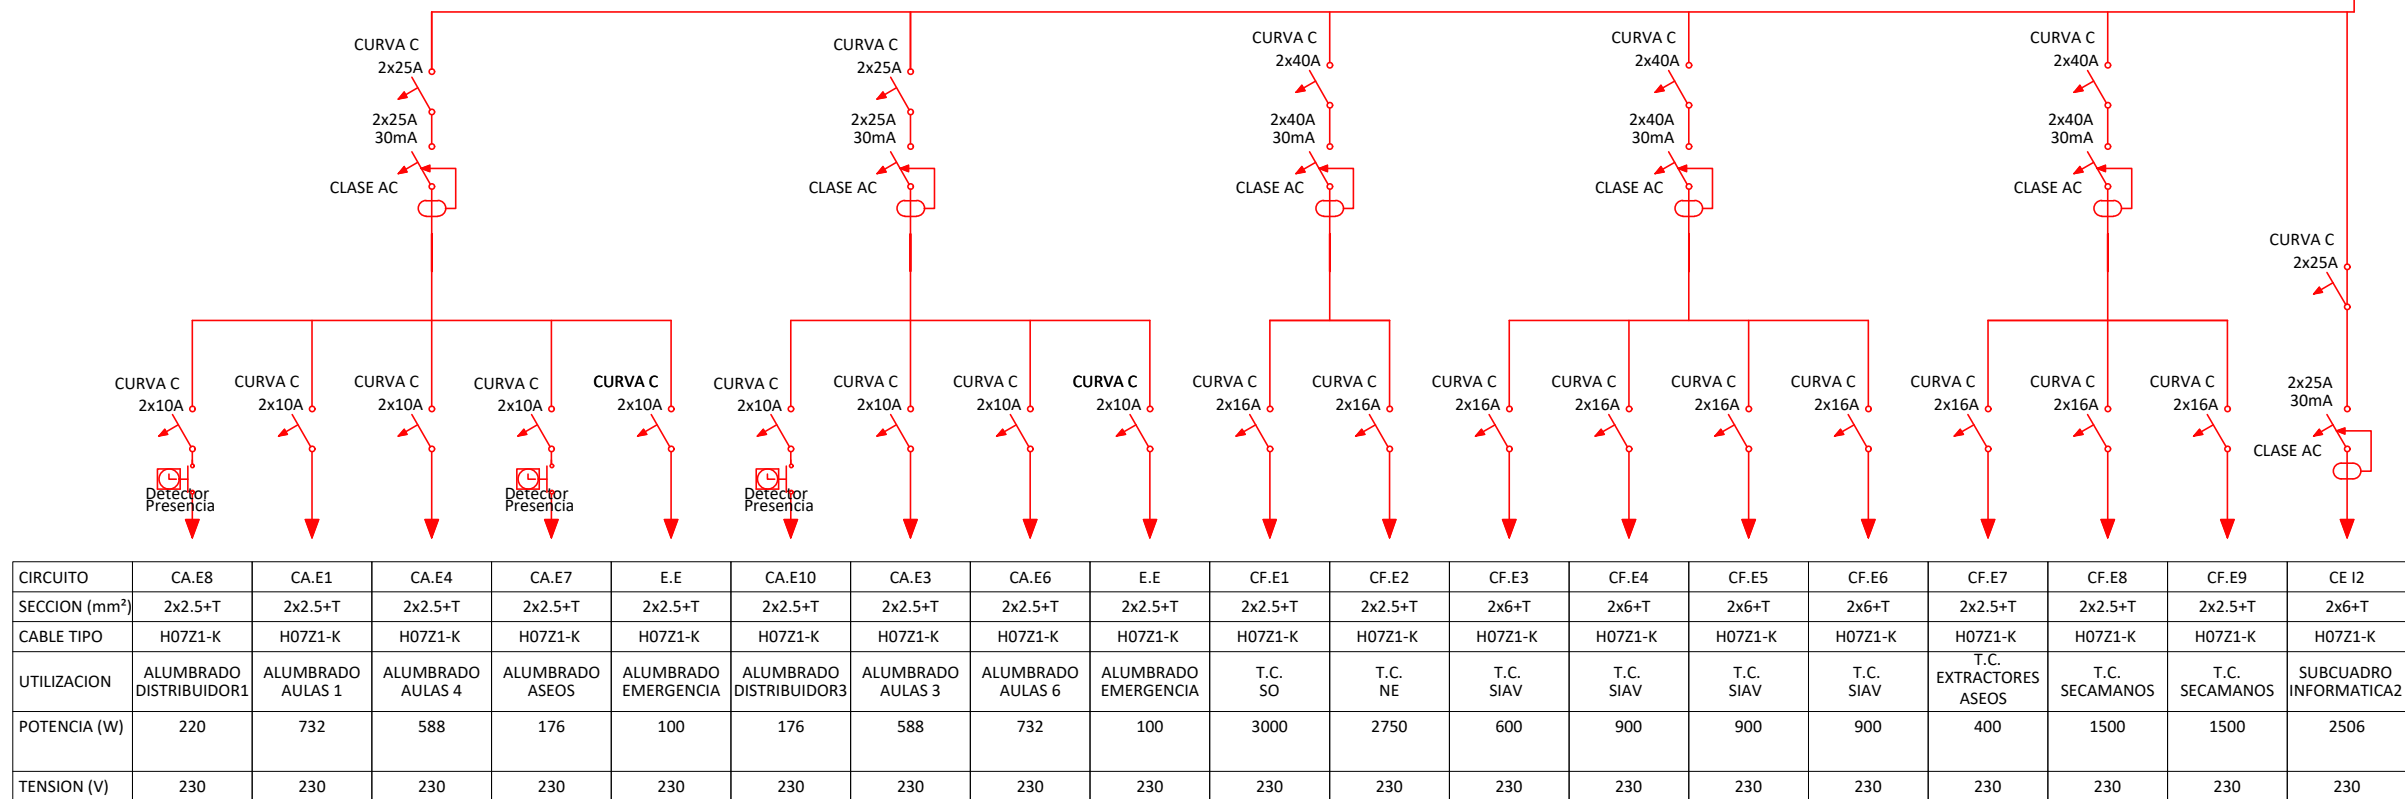 CURVA C
2x25A
2x25A
30mA
CLASE AC
CURVA C
2x25A
2x25A
30mA
CLASE AC
CURVA C
2x40A
2x40A
30mA
CLASE AC
CURVA C
2x40A
2x40A
30mA
CLASE AC
CURVA C
2x40A
2x40A
30mA
CLASE AC
CURVA C
2x25A
2x25A
30mA
CLASE AC
CURVA C
2x10A
Detector
Presencia
CURVA C
2x10A
CURVA C
2x10A
CURVA C
2x10A
Detector
Presencia
CURVA C
2x10A
CURVA C
2x10A
Detector
Presencia
CURVA C
2x10A
CURVA C
2x10A
CURVA C
2x10A
CURVA C
2x16A
CURVA C
2x16A
CURVA C
2x16A
CURVA C
2x16A
CURVA C
2x16A
CURVA C
2x16A
CURVA C
2x16A
CURVA C
2x16A
CURVA C
2x16A
CIRCUITO CA.E8 CA.E1 CA.E4 CA.E7 E.E CA.E10 CA.E3 CA.E6 E.E CF.E1 CF.E2 CF.E3 CF.E4 CF.E5 CF.E6 CF.E7 CF.E8 CF.E9 CE I2
SECCION (mm²) 2x2.5+T 2x2.5+T 2x2.5+T 2x2.5+T 2x2.5+T 2x2.5+T 2x2.5+T 2x2.5+T 2x2.5+T 2x2.5+T 2x2.5+T 2x6+T 2x6+T 2x6+T 2x6+T 2x2.5+T 2x2.5+T 2x2.5+T 2x6+T
CABLE TIPO H07Z1-K H07Z1-K H07Z1-K H07Z1-K H07Z1-K H07Z1-K H07Z1-K H07Z1-K H07Z1-K H07Z1-K H07Z1-K H07Z1-K H07Z1-K H07Z1-K H07Z1-K H07Z1-K H07Z1-K H07Z1-K H07Z1-K
UTILIZACION
ALUMBRADO
DISTRIBUIDOR1
ALUMBRADO
AULAS 1
ALUMBRADO
AULAS 4
ALUMBRADO
ASEOS
ALUMBRADO
EMERGENCIA
ALUMBRADO
DISTRIBUIDOR3
ALUMBRADO
AULAS 3
ALUMBRADO
AULAS 6
ALUMBRADO
EMERGENCIA
T.C.
SO
T.C.
NE
T.C.
SIAV
T.C.
SIAV
T.C.
SIAV
T.C.
SIAV
T.C.
EXTRACTORES
ASEOS
T.C.
SECAMANOS
T.C.
SECAMANOS
SUBCUADRO
INFORMATICA2
POTENCIA (W) 220 732 588 176 100 176 588 732 100 3000 2750 600 900 900 900 400 1500 1500 2506
TENSION (V) 230 230 230 230 230 230 230 230 230 230 230 230 230 230 230 230 230 230 230